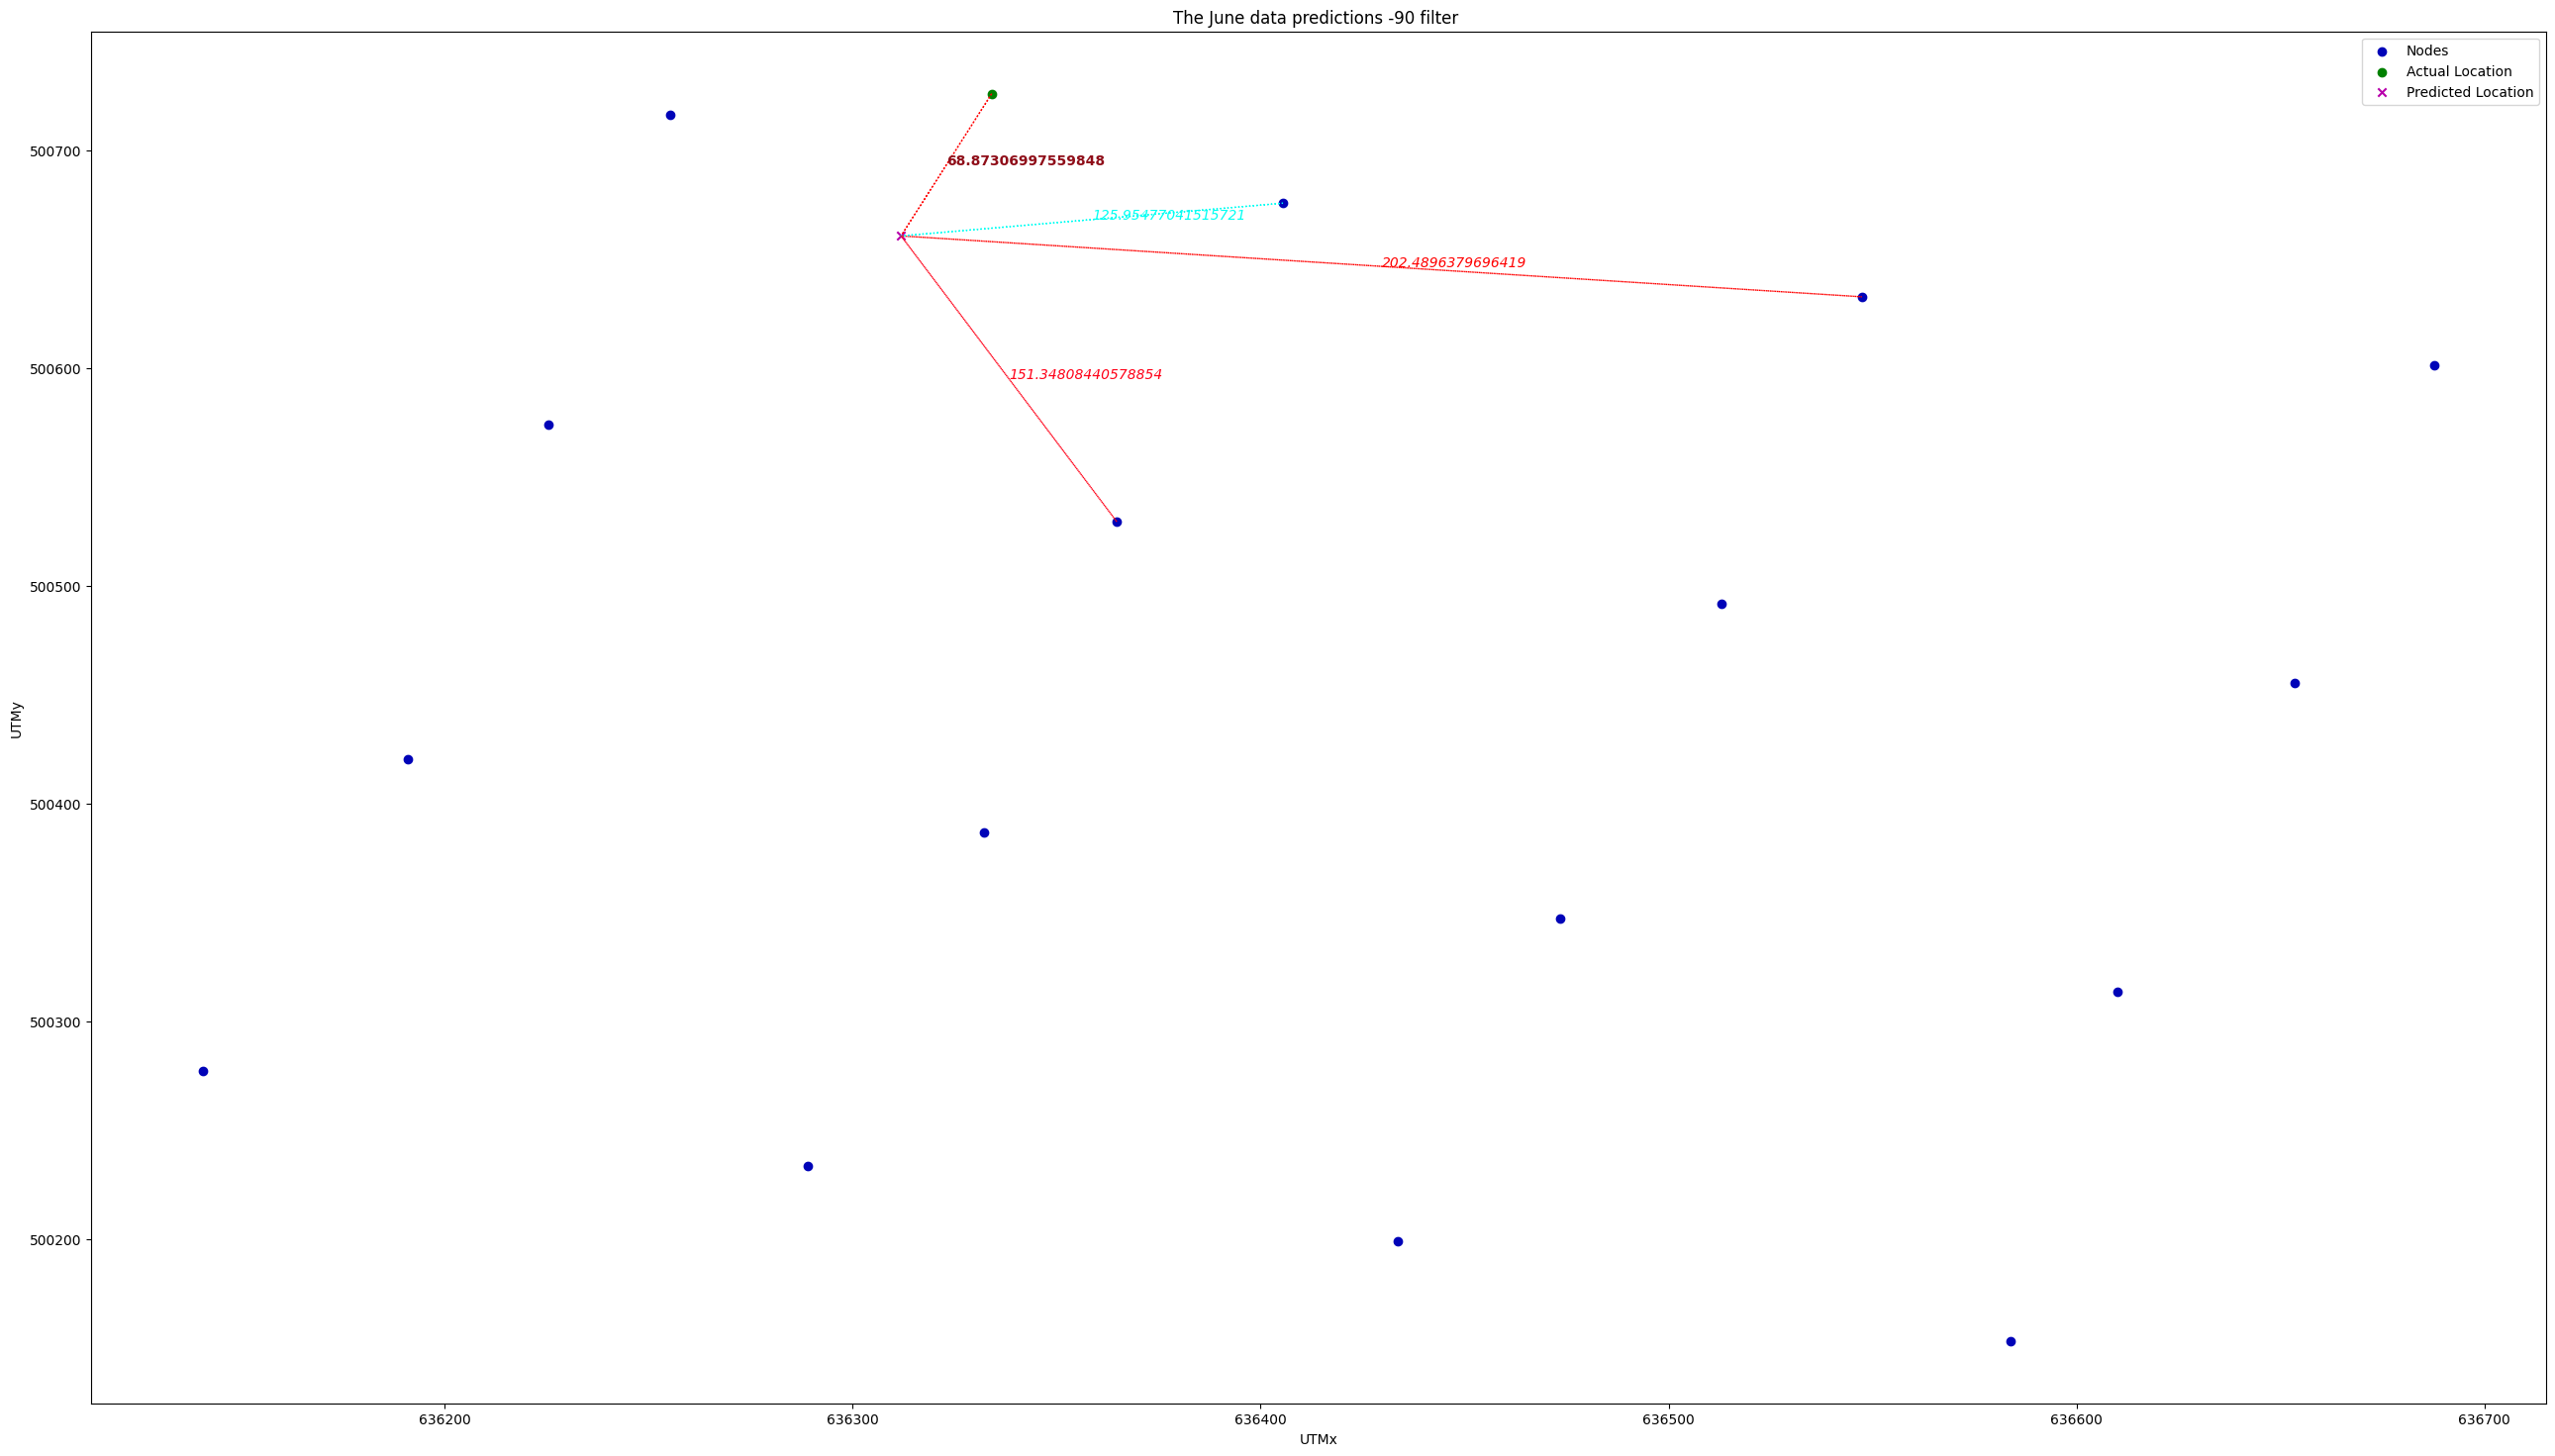 The June data predictions -90 filter
Nodes
Actual Location
Predicted Location
68.87306997559848
125.95477041515721
202.4896379696419
151.34808440578854
500700
500600
500500
500400
500300
500200
UTMy
636200
636300
636400
636500
636600
636700
UTMx